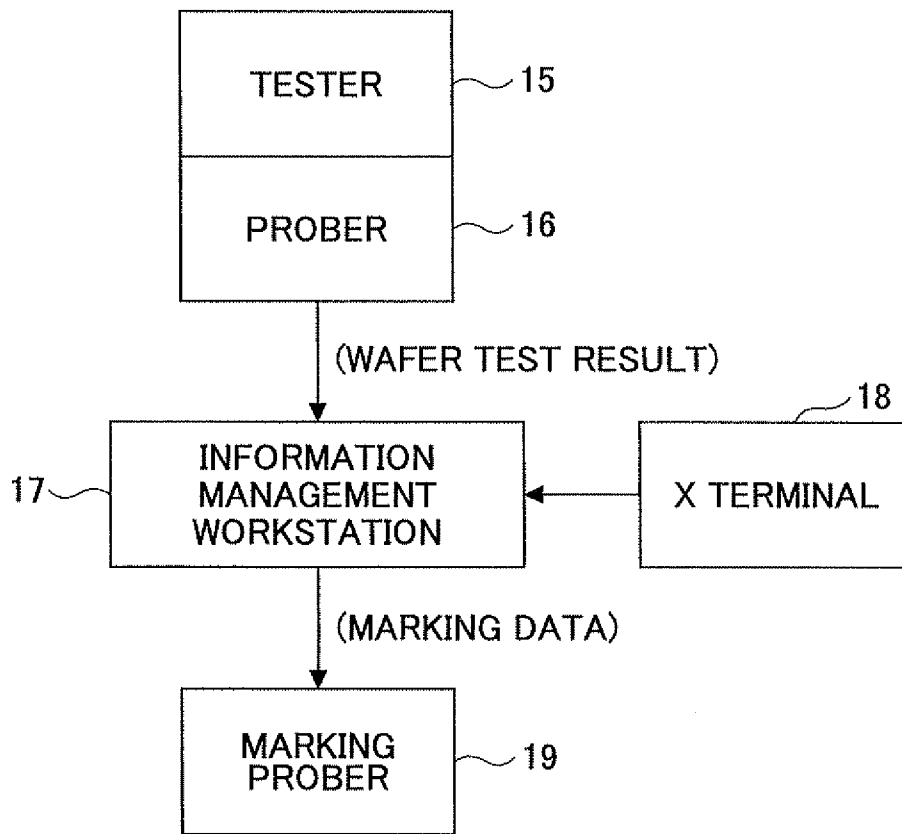 TESTER
15
PROBER
16
(WAFER TEST RESULT)
18
17
INFORMATION
MANAGEMENT
WORKSTATION
X TERMINAL
(MARKING DATA)
MARKING
PROBER
19